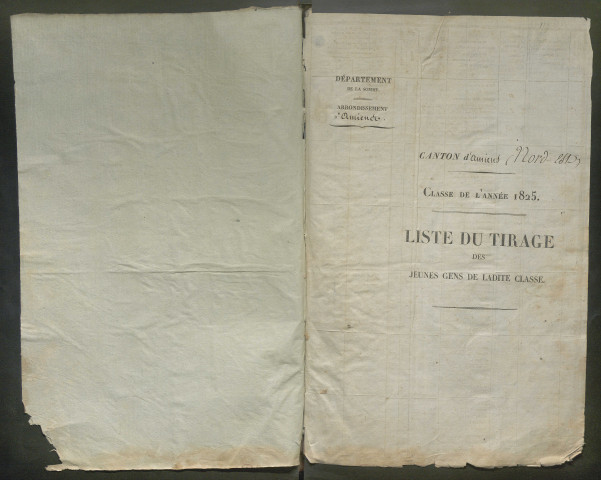 DÉPARTEMENT
DE LA SOMME.
ARRONDISSEMENT
d'Amiens.
CANTON d'amiens Nord-est
CLASSE DE L'ANNÉE 1825.
LISTE DU TIRAGE
DES
JEUNES GENS DE LADITE CLASSE.